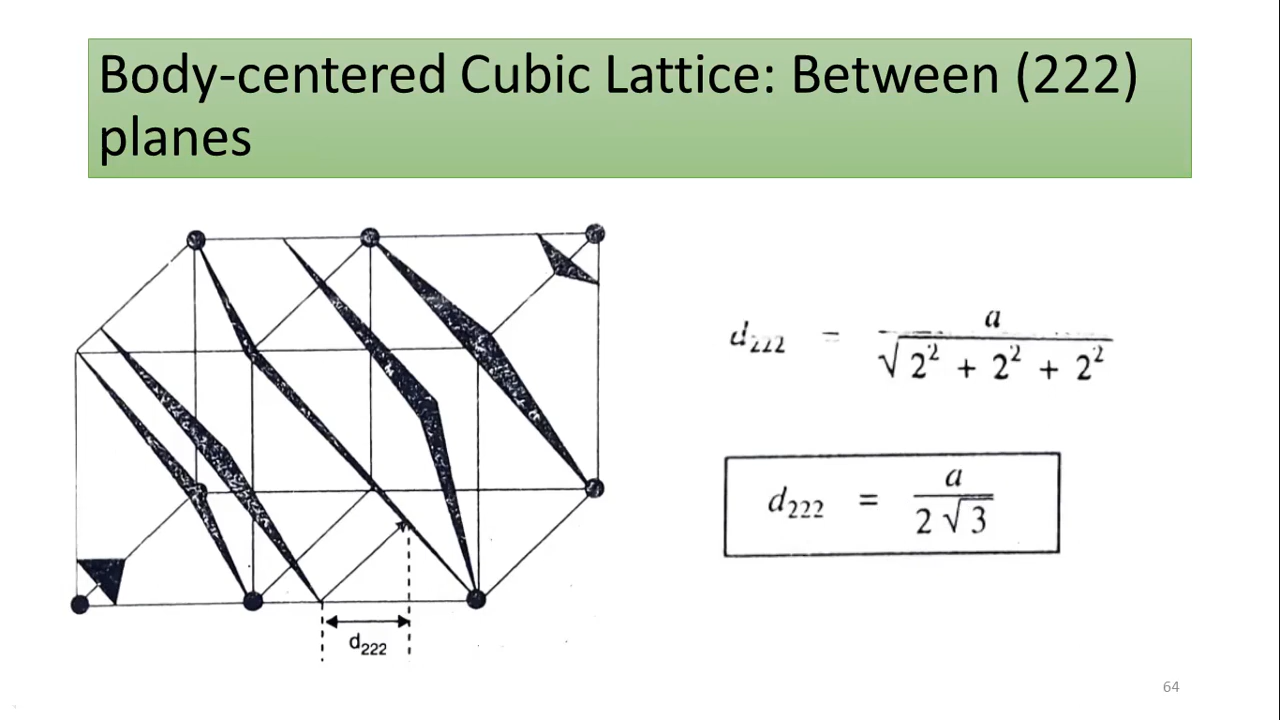 Body-centered Cubic Lattice: Between (222)
planes
d₂₂₂ = a / √ 2² + 2² + 2²
d₂₂₂ = a / 2 √3
d₂₂₂
64